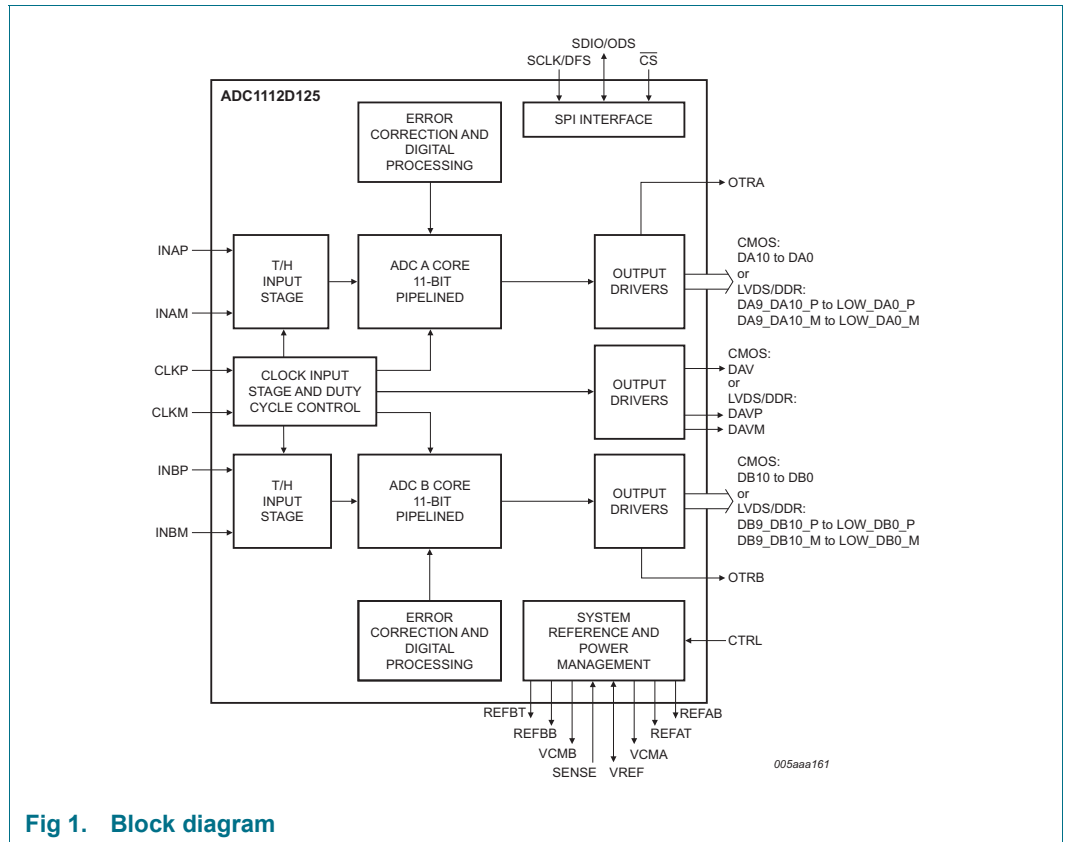 SDIO/ODS
SCLK/DFS
CS
ADC1112D125
ERROR
CORRECTION AND
DIGITAL
PROCESSING
SPI INTERFACE
OTRA
INAP
INAM
T/H
INPUT
STAGE
ADC A CORE
11-BIT
PIPELINED
OUTPUT
DRIVERS
CMOS:
DA10 to DA0
or
LVDS/DDR:
DA9_DA10_P to LOW_DA0_P
DA9_DA10_M to LOW_DA0_M
CLKP
CLKM
CLOCK INPUT
STAGE AND DUTY
CYCLE CONTROL
OUTPUT
DRIVERS
CMOS:
DAV
or
LVDS/DDR:
DAVP
DAVM
INBP
INBM
T/H
INPUT
STAGE
ADC B CORE
11-BIT
PIPELINED
OUTPUT
DRIVERS
CMOS:
DB10 to DB0
or
LVDS/DDR:
DB9_DB10_P to LOW_DB0_P
DB9_DB10_M to LOW_DB0_M
OTRB
ERROR
CORRECTION AND
DIGITAL
PROCESSING
SYSTEM
REFERENCE AND
POWER
MANAGEMENT
CTRL
REFBT
REFBB
VCMB
SENSE
VREF
VCMA
REFAT
REFAB
005aaa161
Fig 1. Block diagram